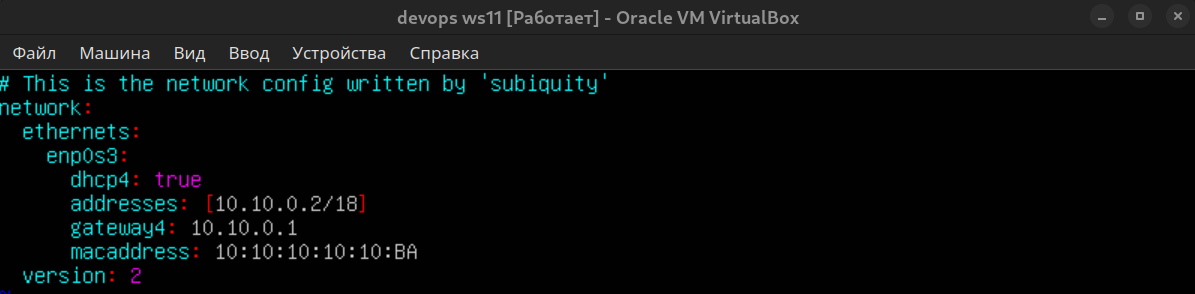 devops ws11 [Работает] - Oracle VM VirtualBox
Файл Машина Вид Ввод Устройства Справка
# This is the network config written by 'subiquity'
network:
  ethernets:
    enp0s3:
      dhcp4: true
      addresses: [10.10.0.2/18]
      gateway4: 10.10.0.1
      macaddress: 10:10:10:10:10:BA
  version: 2